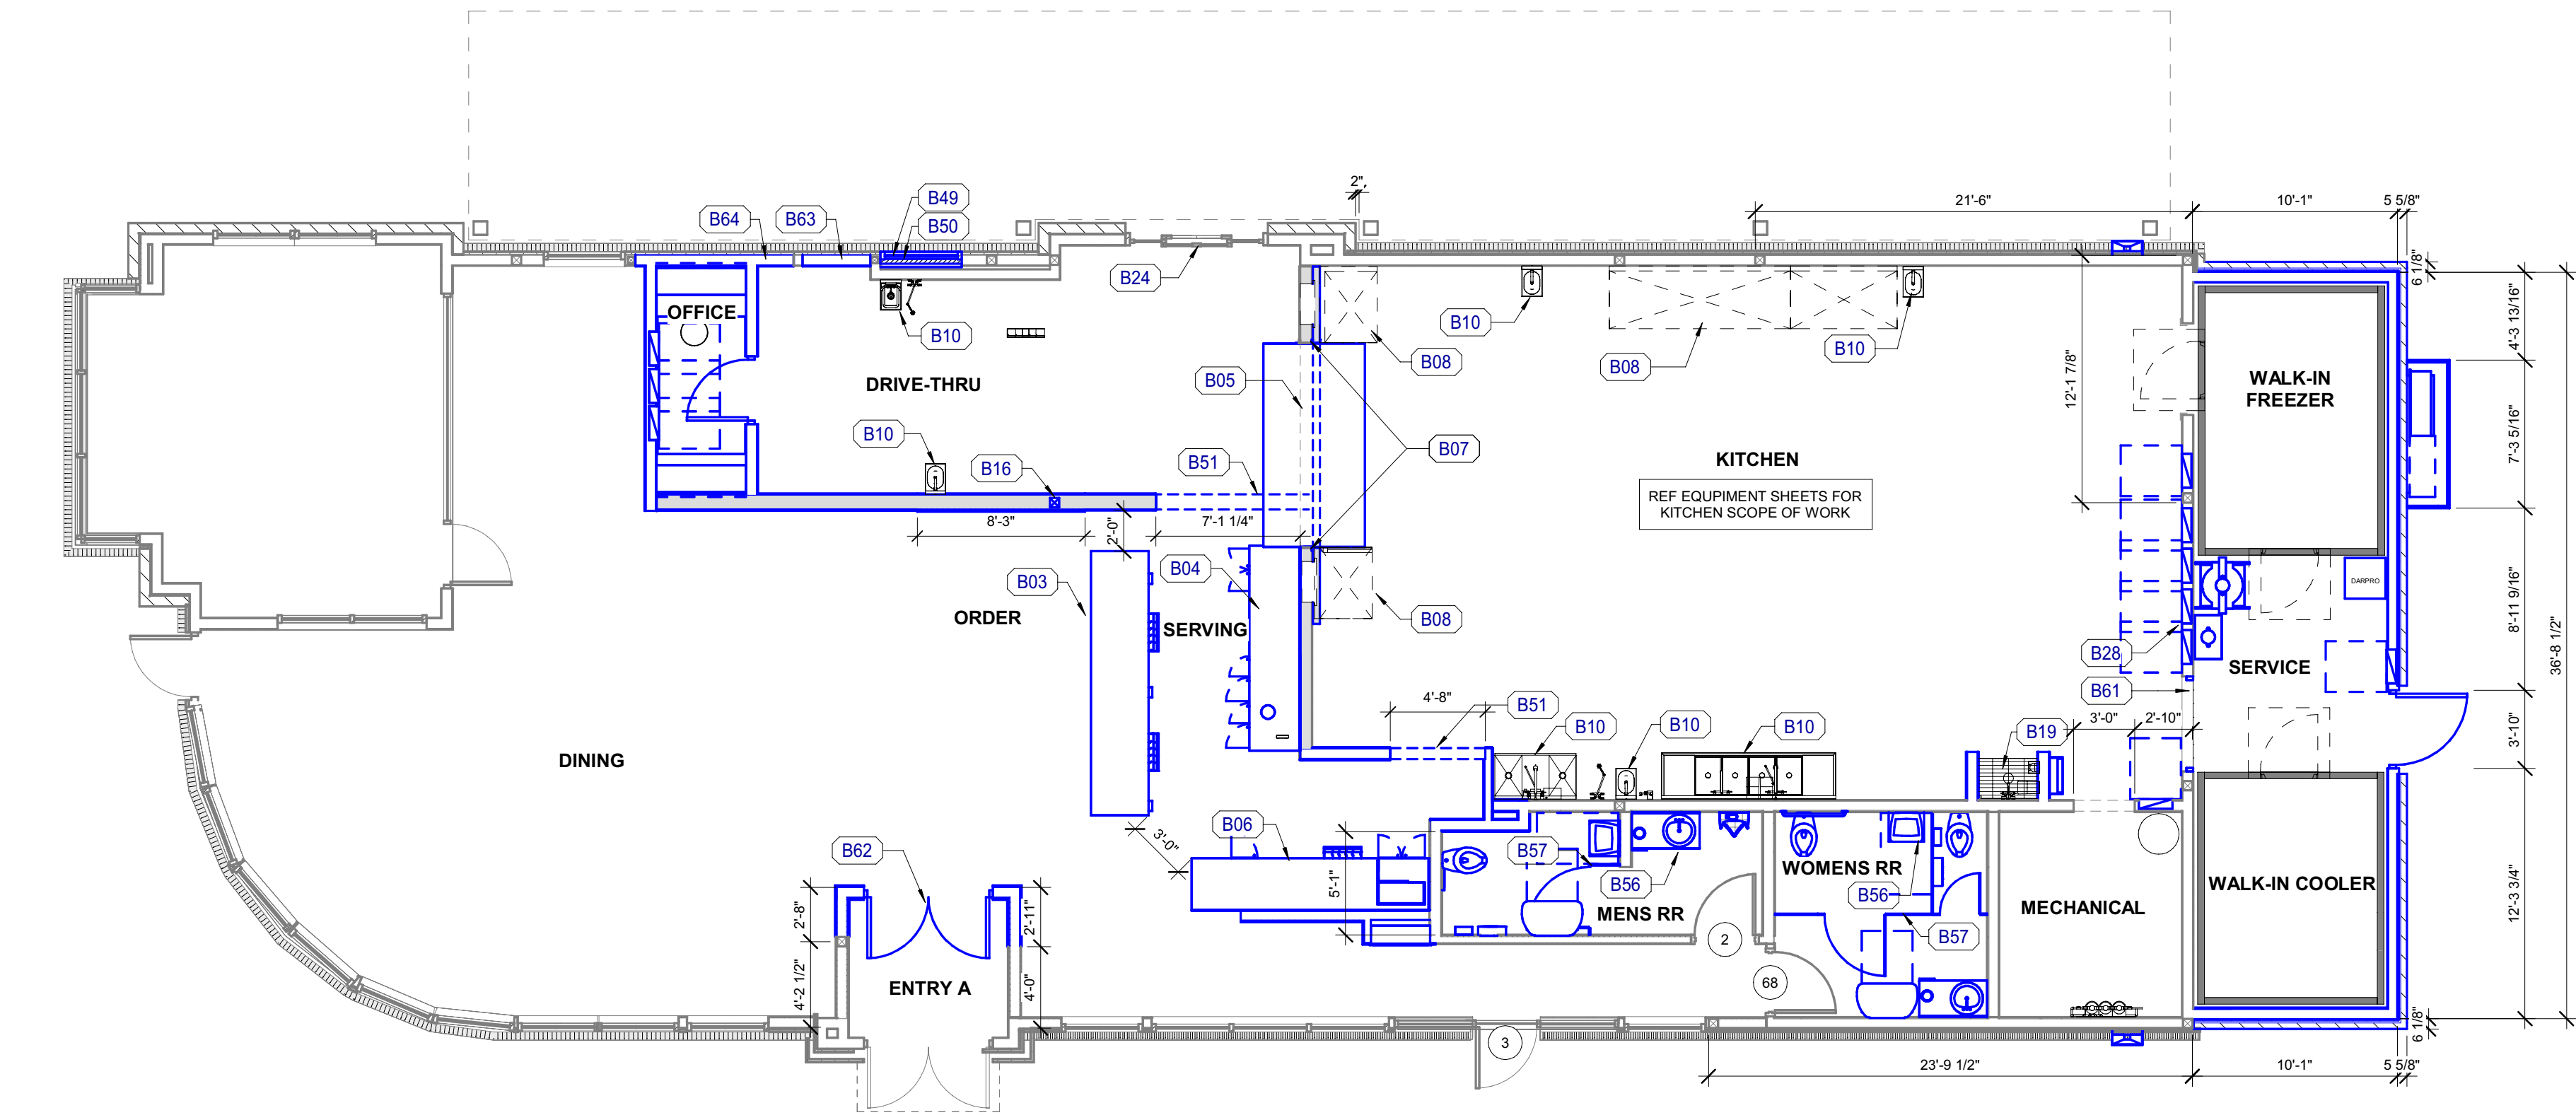 B49
B50
B64
B63
2"
21'-6"
10'-1"
5 5/8"
B24
6 1/8"
OFFICE
B10
B10
B10
B08
B08
4'-3 13/16"
DRIVE-THRU
B05
12'-1 7/8"
WALK-IN
FREEZER
B10
B16
B51
B07
KITCHEN
7'-3 5/16"
REF EQUPIMENT SHEETS FOR
KITCHEN SCOPE OF WORK
8'-3"
2'-0"
7'-1 1/4"
B03
B04
ORDER
SERVING
B08
DARPRO
8'-11 9/16"
36'-8 1/2"
B28
SERVICE
B61
4'-8"
B51
B10
B10
B10
B19
3'-0"
2'-10"
3'-10"
DINING
B06
3'-0"
B62
5'-1"
B57
B56
MENS RR
WOMENS RR
B56
B57
MECHANICAL
WALK-IN COOLER
12'-3 3/4"
2'-8"
2'-11"
2
68
4'-2 1/2"
ENTRY A
4'-0"
3
6 1/8"
23'-9 1/2"
10'-1"
5 5/8"